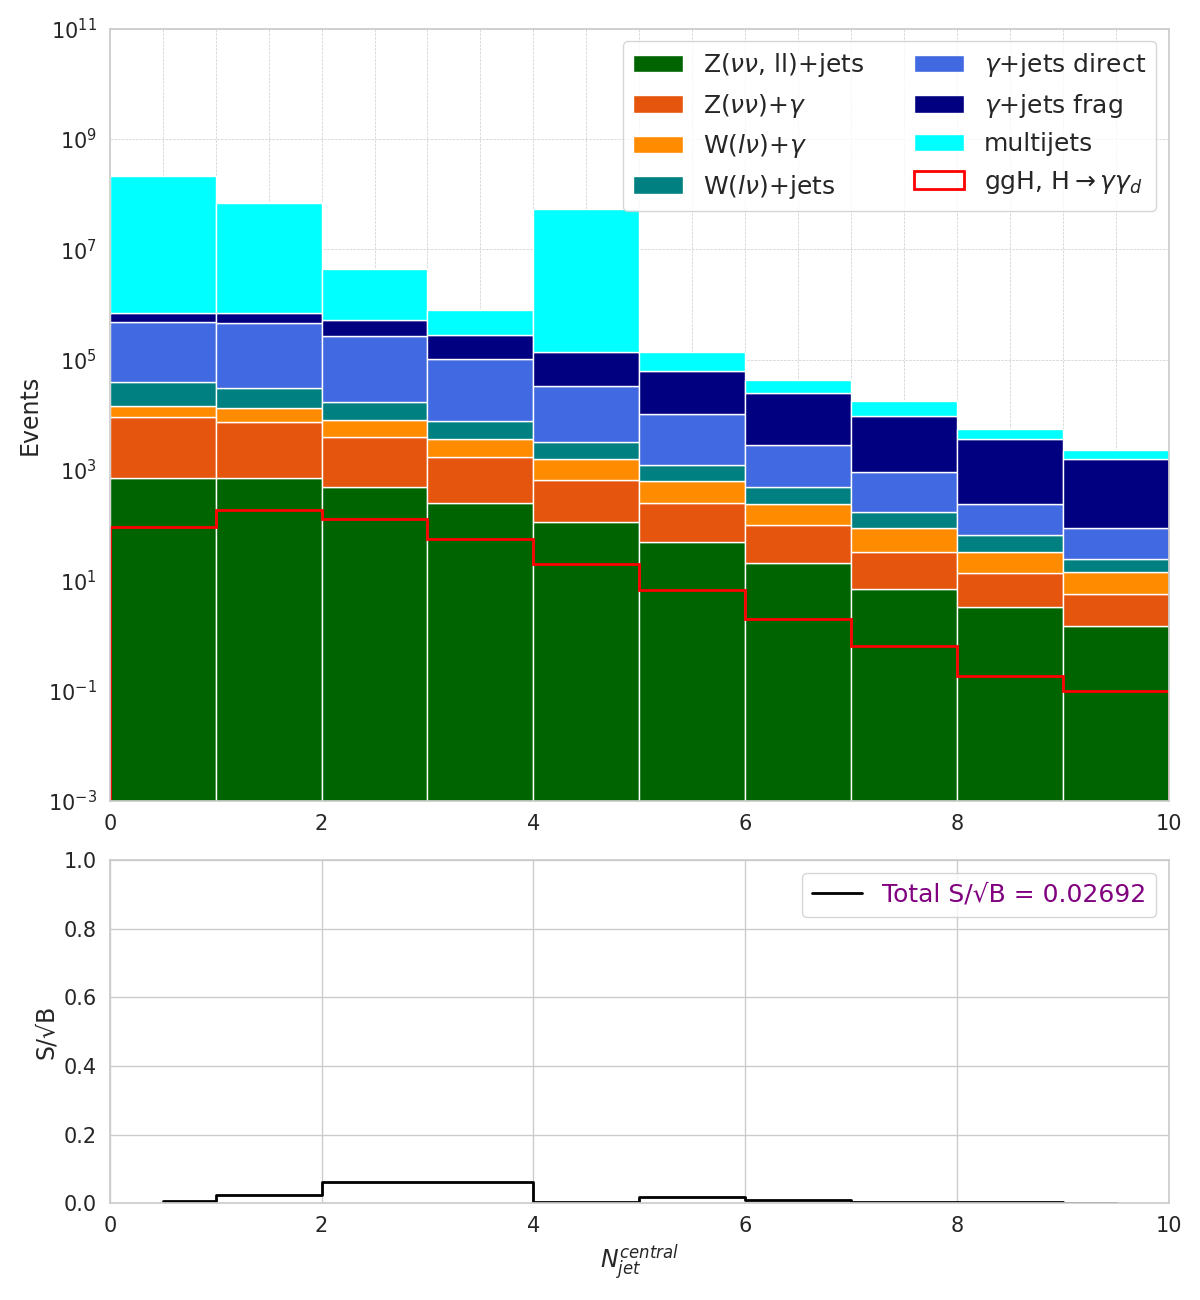 10^11
10^9
10^7
10^5
10^3
10^1
10^−1
10^−3
Events
Z(νν, ll)+jets
Z(νν)+γ
W(lν)+γ
W(lν)+jets
γ+jets direct
γ+jets frag
multijets
ggH, H→γγ_d
0 2 4 6 8 10
1.0
0.8
0.6
0.4
0.2
0.0
S/√B
Total S/√B = 0.02692
0 2 4 6 8 10
N_jet^central